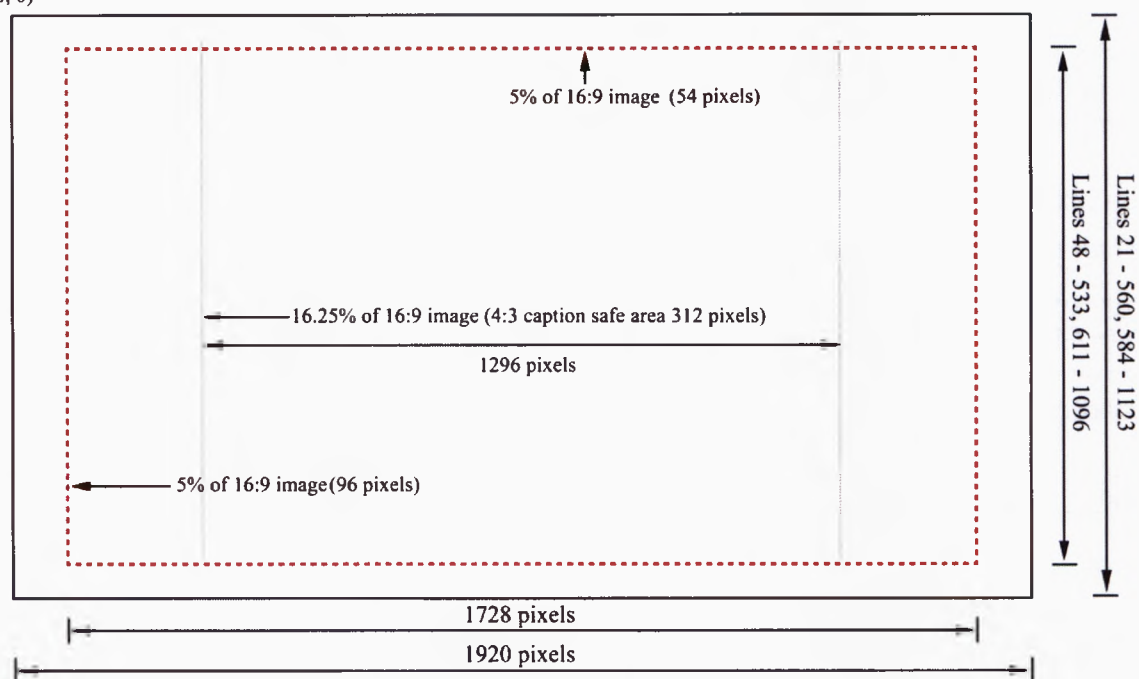 5% of 16:9 image (54 pixels)
16.25% of 16:9 image (4:3 caption safe area 312 pixels)
1296 pixels
5% of 16:9 image (96 pixels)
Lines 48 - 533, 611 - 1096
Lines 21 - 560, 584 - 1123
1728 pixels
1920 pixels